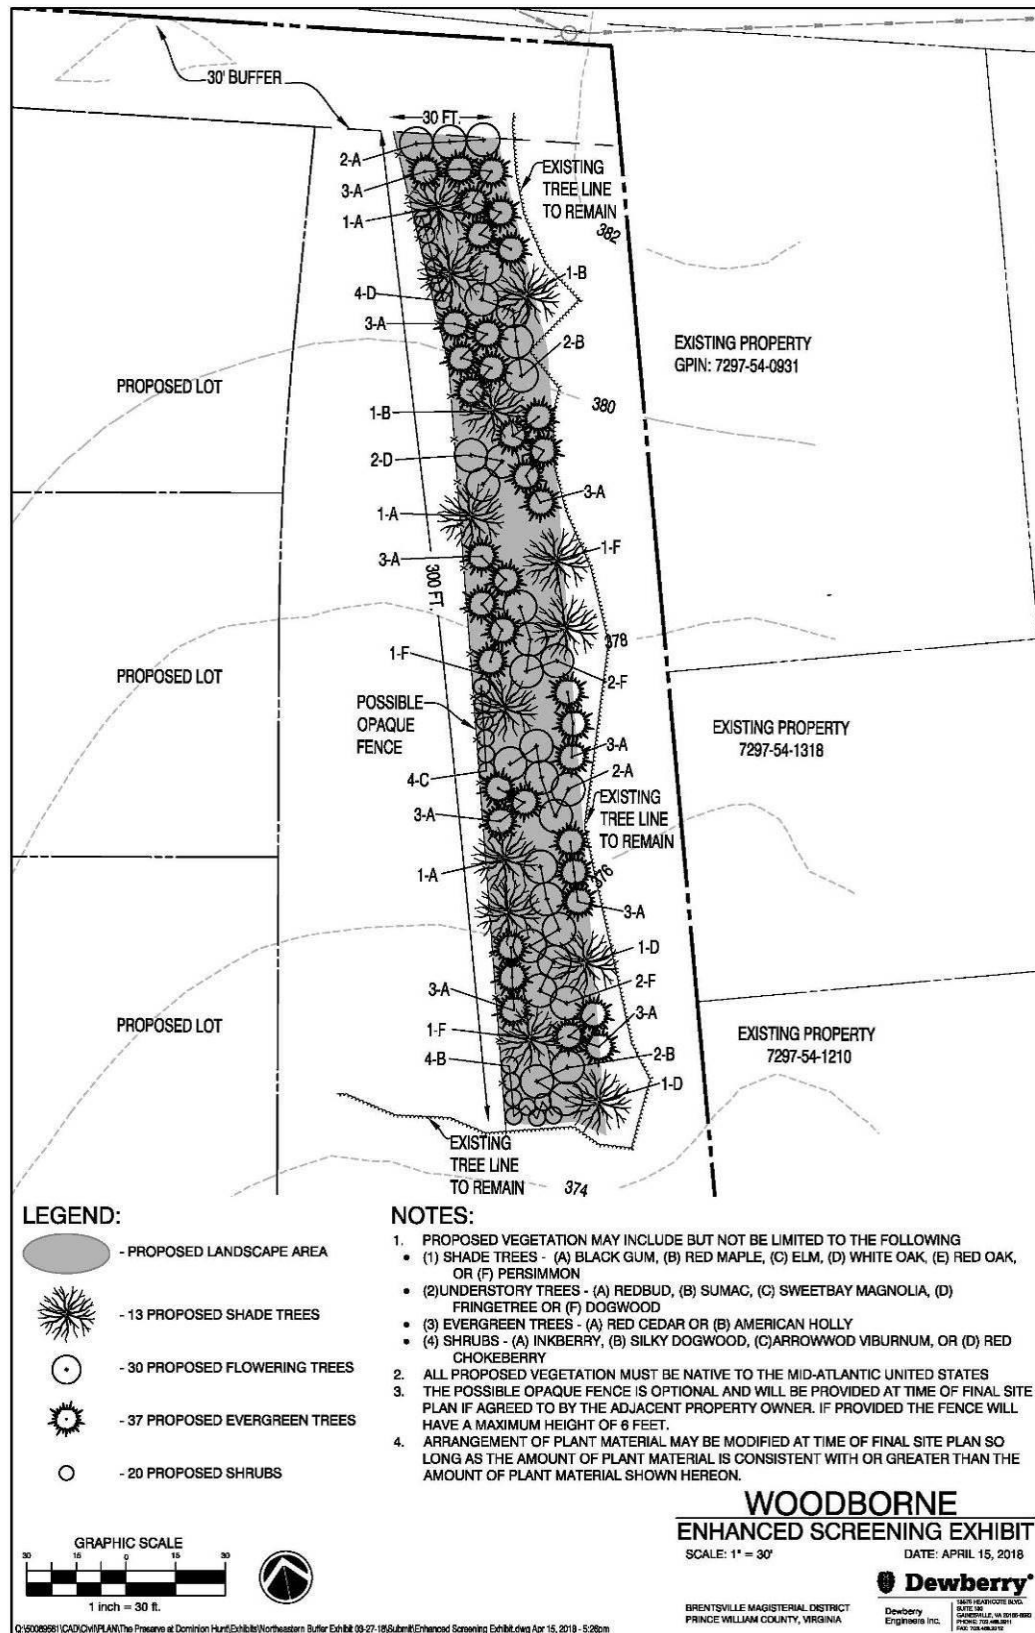 30' BUFFER
30 FT.
2-A
3-A
1-A
EXISTING
TREE LINE
TO REMAIN
382
1-B
4-D
3-A
2-B
EXISTING PROPERTY
GPIN: 7297-54-0931
PROPOSED LOT
380
1-B
2-D
3-A
1-A
3-A
1-F
300 FT.
378
1-F
2-F
PROPOSED LOT
POSSIBLE
OPAQUE
FENCE
EXISTING PROPERTY
7297-54-1318
3-A
4-C
2-A
EXISTING
TREE LINE
TO REMAIN
3-A
1-A
376
3-A
1-D
3-A
2-F
3-A
PROPOSED LOT
1-F
EXISTING PROPERTY
7297-54-1210
4-B
2-B
1-D
EXISTING
TREE LINE
TO REMAIN
374
LEGEND:
- PROPOSED LANDSCAPE AREA
- 13 PROPOSED SHADE TREES
- 30 PROPOSED FLOWERING TREES
- 37 PROPOSED EVERGREEN TREES
- 20 PROPOSED SHRUBS
NOTES:
1. PROPOSED VEGETATION MAY INCLUDE BUT NOT BE LIMITED TO THE FOLLOWING
• (1) SHADE TREES - (A) BLACK GUM, (B) RED MAPLE, (C) ELM, (D) WHITE OAK, (E) RED OAK,
OR (F) PERSIMMON
• (2)UNDERSTORY TREES - (A) REDBUD, (B) SUMAC, (C) SWEETBAY MAGNOLIA, (D)
FRINGETREE OR (F) DOGWOOD
• (3) EVERGREEN TREES - (A) RED CEDAR OR (B) AMERICAN HOLLY
• (4) SHRUBS - (A) INKBERRY, (B) SILKY DOGWOOD, (C)ARROWWOD VIBURNUM, OR (D) RED
CHOKEBERRY
2. ALL PROPOSED VEGETATION MUST BE NATIVE TO THE MID-ATLANTIC UNITED STATES
3. THE POSSIBLE OPAQUE FENCE IS OPTIONAL AND WILL BE PROVIDED AT TIME OF FINAL SITE
PLAN IF AGREED TO BY THE ADJACENT PROPERTY OWNER. IF PROVIDED THE FENCE WILL
HAVE A MAXIMUM HEIGHT OF 6 FEET.
4. ARRANGEMENT OF PLANT MATERIAL MAY BE MODIFIED AT TIME OF FINAL SITE PLAN SO
LONG AS THE AMOUNT OF PLANT MATERIAL IS CONSISTENT WITH OR GREATER THAN THE
AMOUNT OF PLANT MATERIAL SHOWN HEREON.
WOODBORNE
ENHANCED SCREENING EXHIBIT
SCALE: 1" = 30' DATE: APRIL 15, 2018
GRAPHIC SCALE
30 15 0 15 30
1 inch = 30 ft.
Dewberry®
BRENTSVILLE MAGISTERIAL DISTRICT
PRINCE WILLIAM COUNTY, VIRGINIA
Dewberry
Engineers Inc.